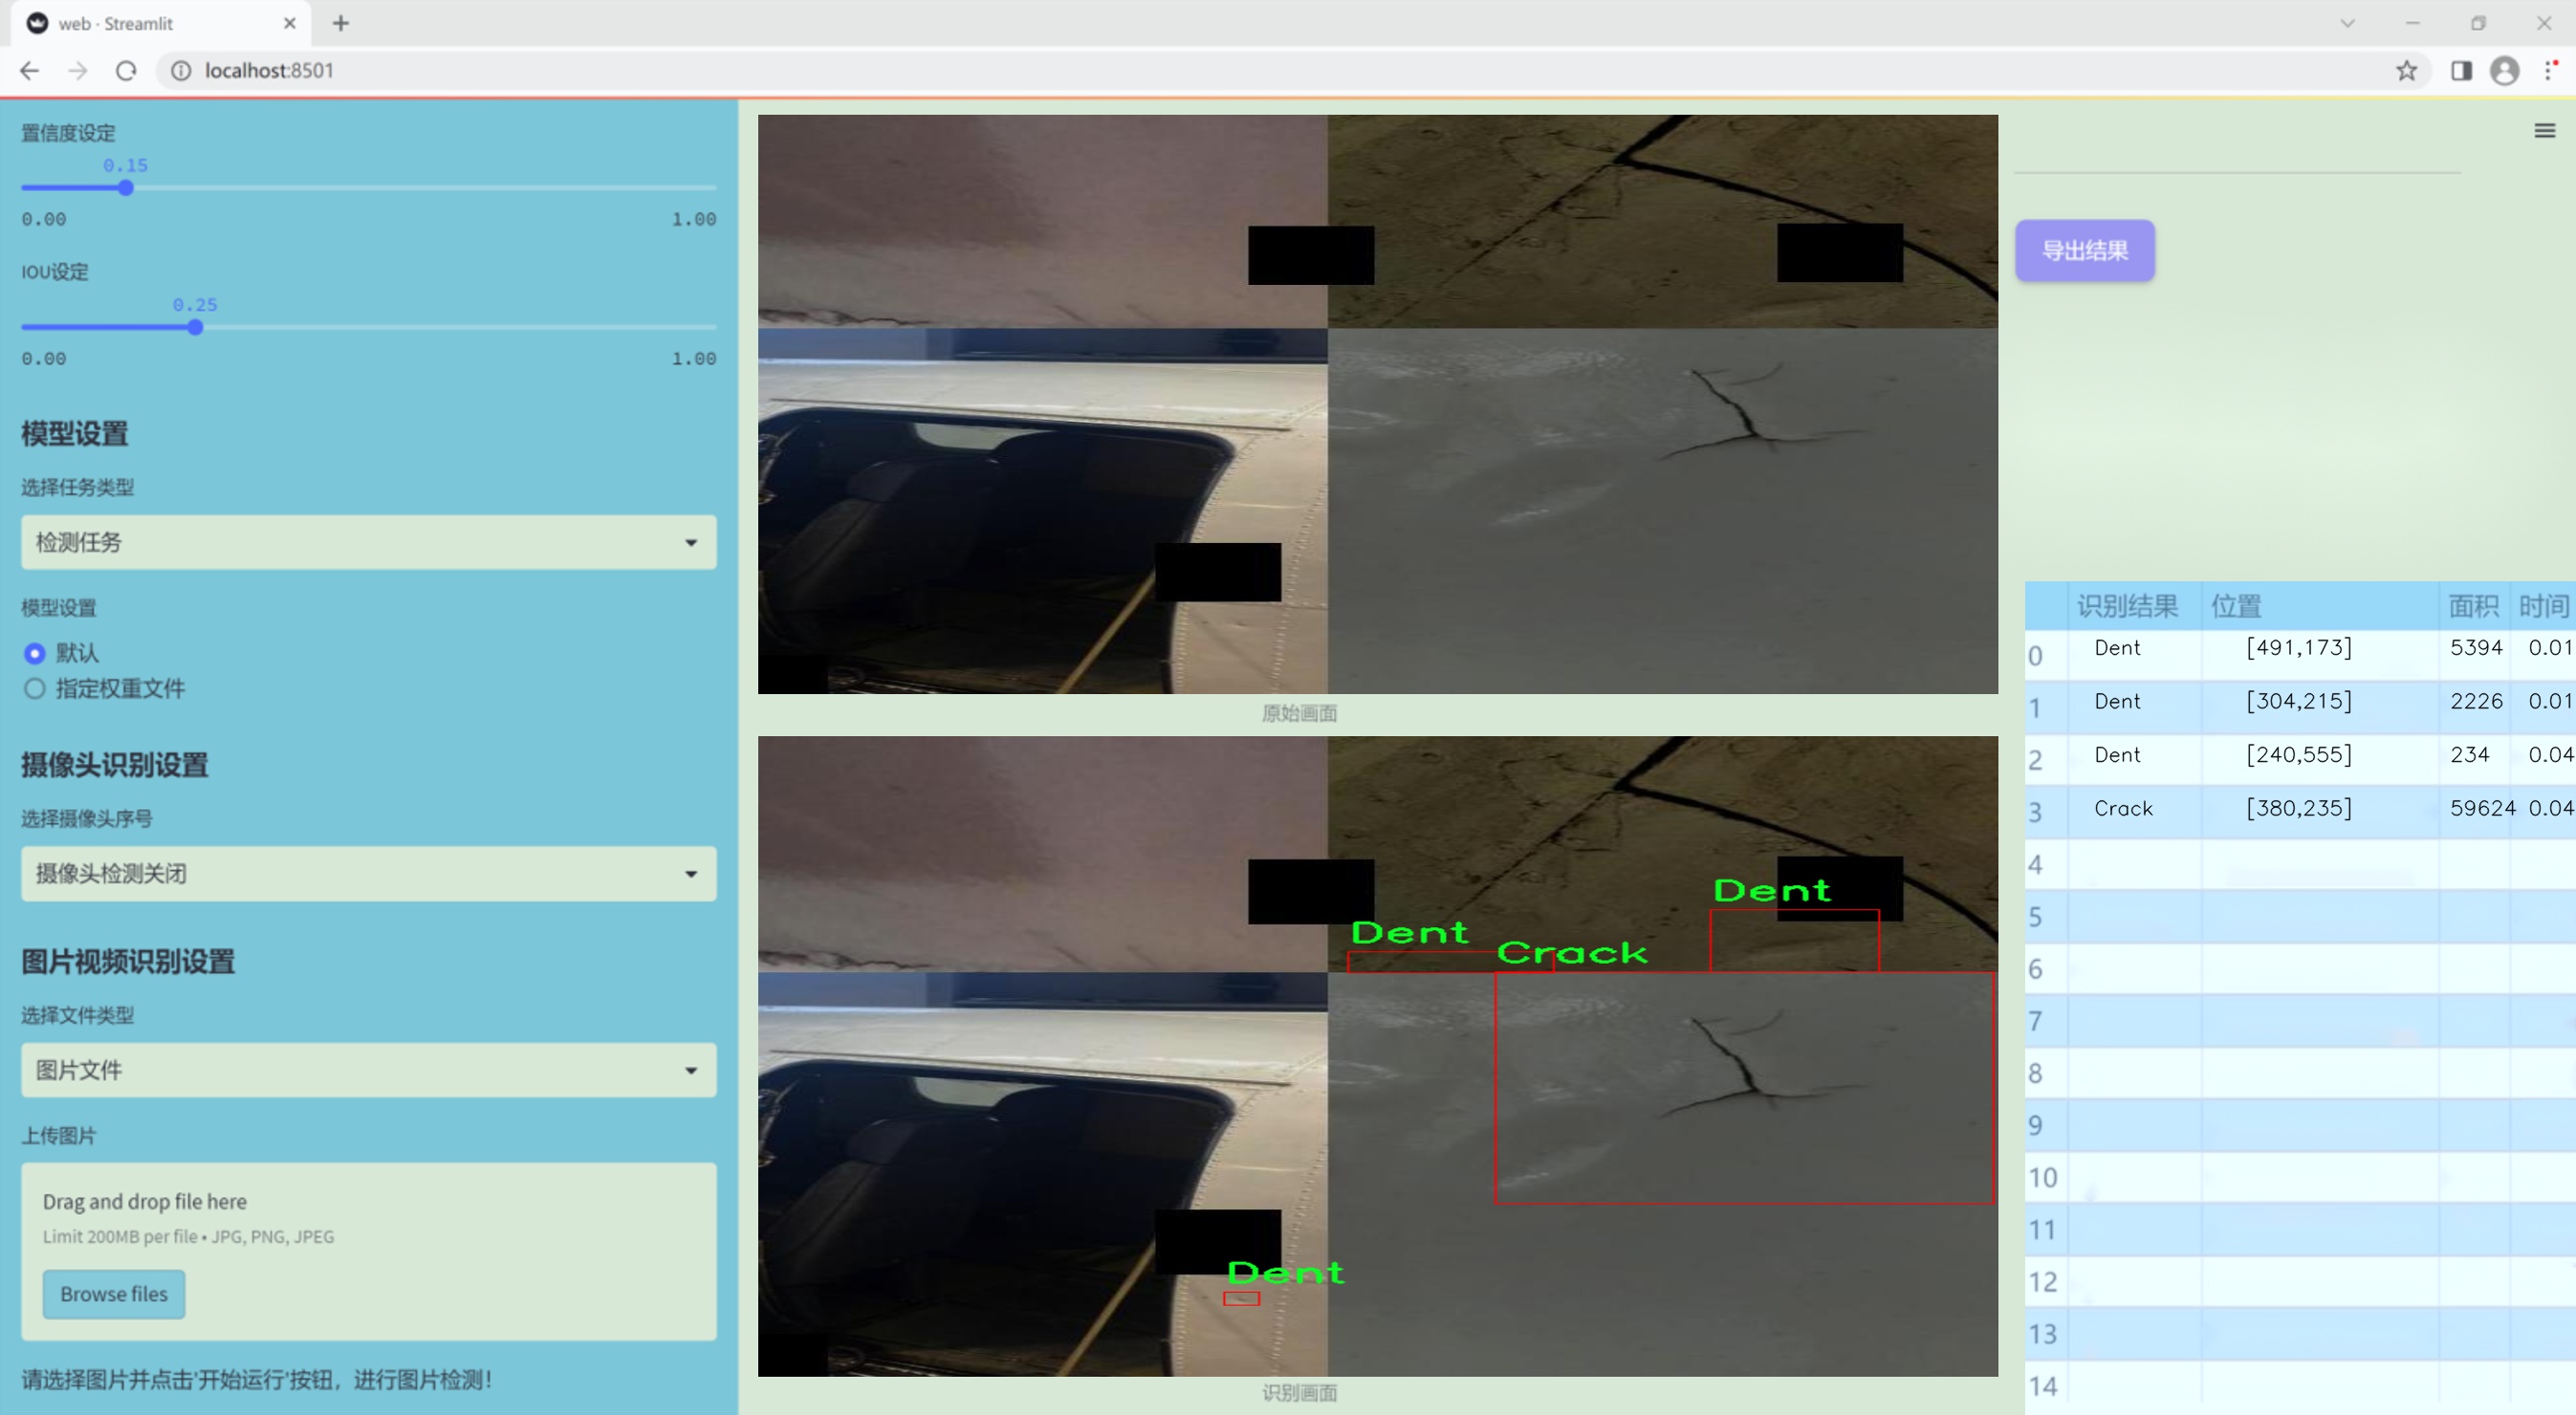 web · Streamlit
localhost:8501
置信度设定
0.15
0.00 1.00
IOU设定
0.25
0.00 1.00
模型设置
选择任务类型
检测任务
模型设置
默认
指定权重文件
摄像头识别设置
选择摄像头序号
摄像头检测关闭
图片视频识别设置
选择文件类型
图片文件
上传图片
Drag and drop file here
Limit 200MB per file • JPG, PNG, JPEG
Browse files
请选择图片并点击'开始运行'按钮，进行图片检测！
原始画面
Dent
Dent
Crack
Dent
识别画面
导出结果
识别结果 位置 面积 时间
0 Dent [491,173] 5394 0.01
1 Dent [304,215] 2226 0.01
2 Dent [240,555] 234 0.04
3 Crack [380,235] 59624 0.04
4
5
6
7
8
9
10
11
12
13
14